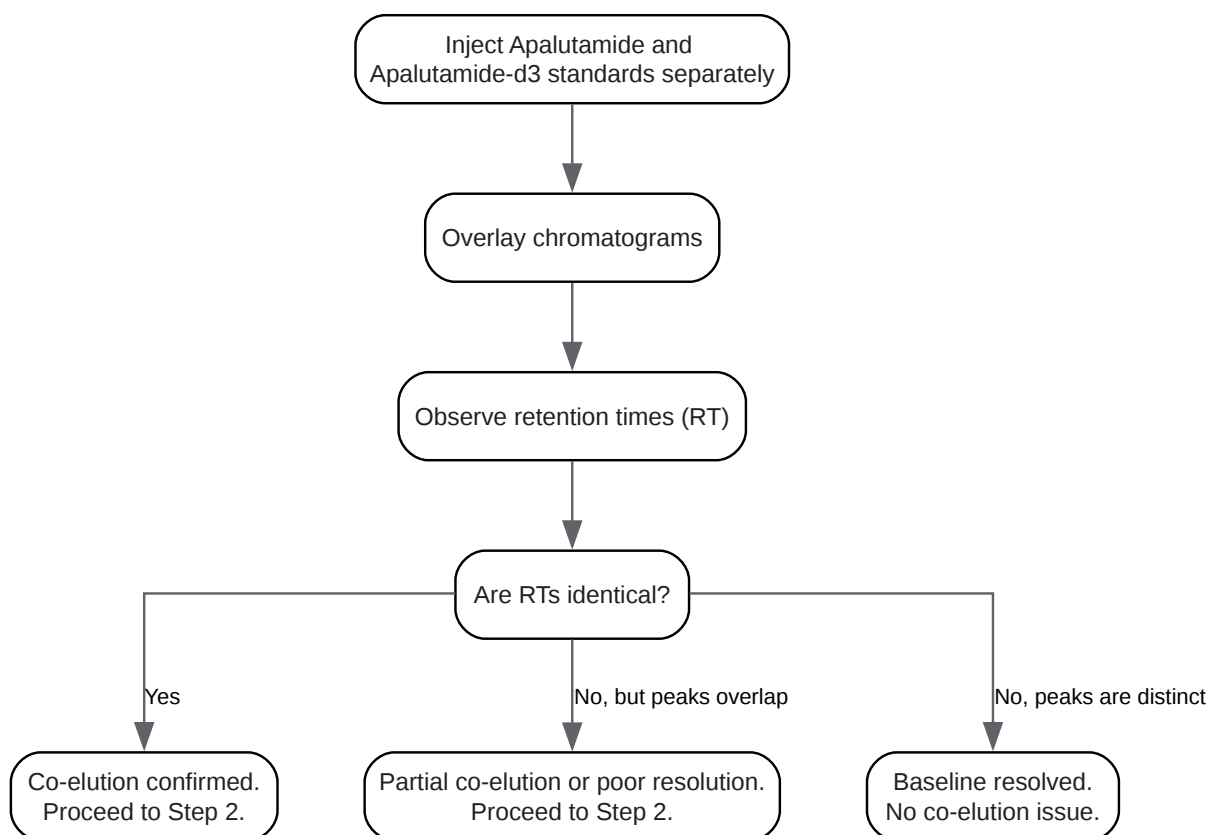 Inject Apalutamide and
Apalutamide-d3 standards separately
Overlay chromatograms
Observe retention times (RT)
Are RTs identical?
Yes
No, but peaks overlap
No, peaks are distinct
Co-elution confirmed.
Proceed to Step 2.
Partial co-elution or poor resolution.
Proceed to Step 2.
Baseline resolved.
No co-elution issue.